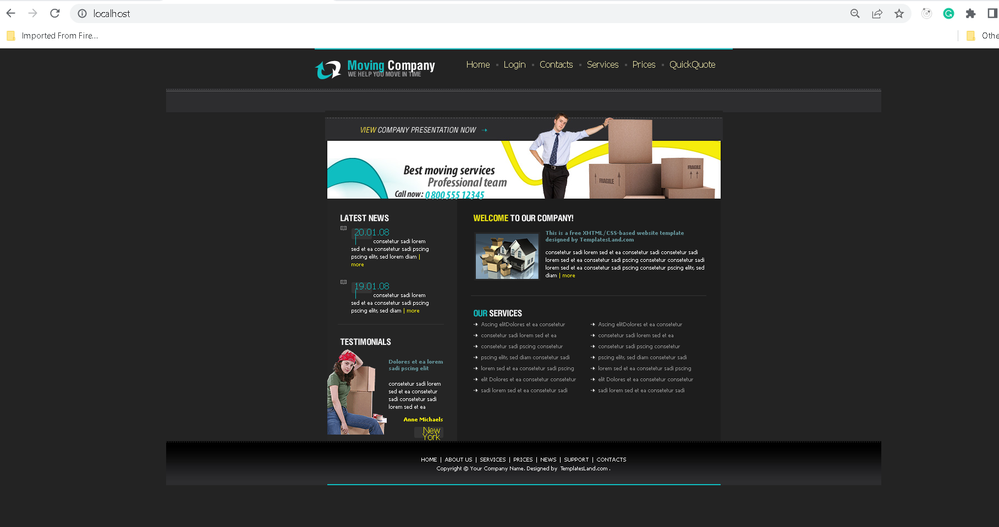 localhost
Imported From Fire...
Othe
Moving Company
WE HELP YOU MOVE IN TIME
Home Login Contacts Services Prices QuickQuote
VIEW COMPANY PRESENTATION NOW
Best moving services
Professional team
Call now : 0 800 555 12345
FRAGILE
FRAGILE
LATEST NEWS
20.01.08
consetetur sadi lorem
sed et ea consetetur sadi pscing
pscing elitr, sed lorem diam |
more
19.01.08
consetetur sadi lorem
sed et ea consetetur sadi pscing
pscing elitr, sed diam | more
TESTIMONIALS
Dolores et ea lorem
sadi pscing elit
consetetur sadi lorem
sed et ea consetetur
sadi consetetur sadi
lorem sed et ea
Anne Michaels
New
York
WELCOME TO OUR COMPANY!
This is a free XHTML/CSS-based website template
designed by TemplatesLand.com
consetetur sadi lorem sed et ea consetetur sadi consetetur sadi
lorem sed et ea consetetur sadi pscing consetetur consetetur sadi
lorem sed et ea consetetur sadi pscing consetetur pscing elitr, sed
diam | more
OUR SERVICES
Ascing elitDolores et ea consetetur
consetetur sadi lorem sed et ea
consetetur sadi pscing consetetur
pscing elitr, sed diam consetetur sadi
lorem sed et ea consetetur sadi pscing
elit Dolores et ea consetetur consetetur
sadi lorem sed et ea consetetur sadi
Ascing elitDolores et ea consetetur
consetetur sadi lorem sed et ea
consetetur sadi pscing consetetur
pscing elitr, sed diam consetetur sadi
lorem sed et ea consetetur sadi pscing
elit Dolores et ea consetetur consetetur
sadi lorem sed et ea consetetur sadi
HOME | ABOUT US | SERVICES | PRICES | NEWS | SUPPORT | CONTACTS
Copyright © Your Company Name. Designed by TemplatesLand.com .